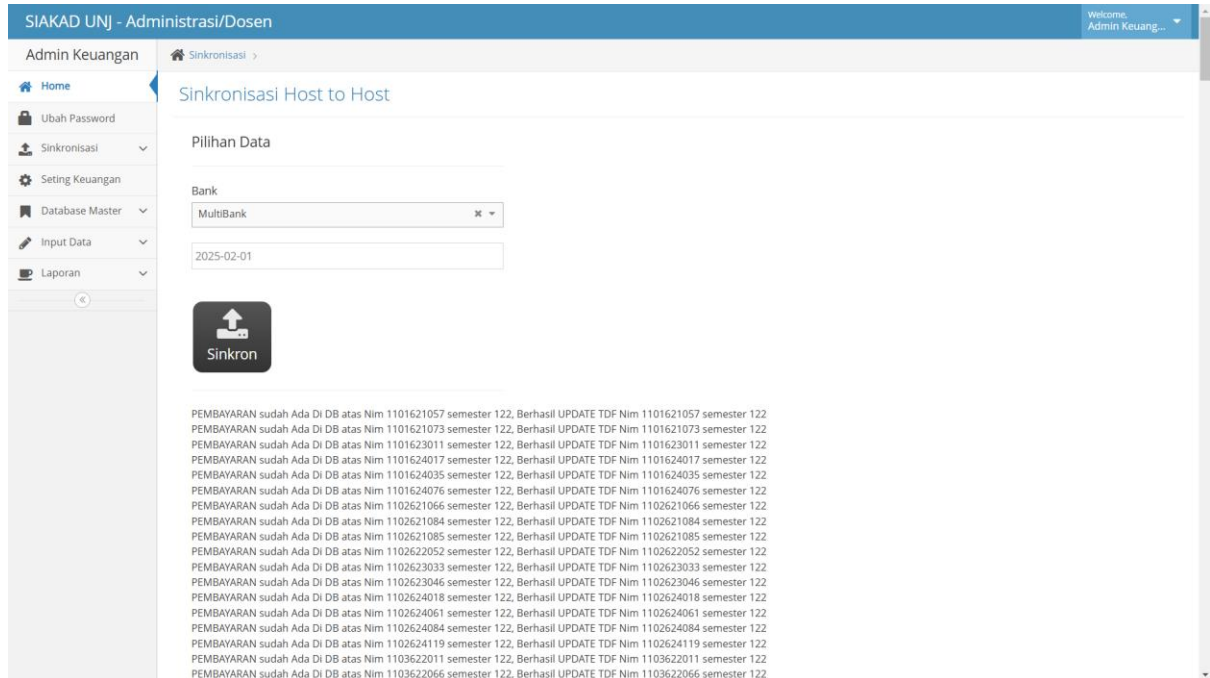 SIAKAD UNJ - Administrasi/Dosen
Welcome,
Admin Keuang...
Admin Keuangan
Sinkronisasi >
Home
Ubah Password
Sinkronisasi
Seting Keuangan
Database Master
Input Data
Laporan
Sinkronisasi Host to Host
Pilihan Data
Bank
MultiBank
2025-02-01
Sinkron
PEMBAYARAN sudah Ada Di DB atas Nim 1101621057 semester 122, Berhasil UPDATE TDF Nim 1101621057 semester 122
PEMBAYARAN sudah Ada Di DB atas Nim 1101621073 semester 122, Berhasil UPDATE TDF Nim 1101621073 semester 122
PEMBAYARAN sudah Ada Di DB atas Nim 1101623011 semester 122, Berhasil UPDATE TDF Nim 1101623011 semester 122
PEMBAYARAN sudah Ada Di DB atas Nim 1101624017 semester 122, Berhasil UPDATE TDF Nim 1101624017 semester 122
PEMBAYARAN sudah Ada Di DB atas Nim 1101624035 semester 122, Berhasil UPDATE TDF Nim 1101624035 semester 122
PEMBAYARAN sudah Ada Di DB atas Nim 1101624076 semester 122, Berhasil UPDATE TDF Nim 1101624076 semester 122
PEMBAYARAN sudah Ada Di DB atas Nim 1102621066 semester 122, Berhasil UPDATE TDF Nim 1102621066 semester 122
PEMBAYARAN sudah Ada Di DB atas Nim 1102621084 semester 122, Berhasil UPDATE TDF Nim 1102621084 semester 122
PEMBAYARAN sudah Ada Di DB atas Nim 1102621085 semester 122, Berhasil UPDATE TDF Nim 1102621085 semester 122
PEMBAYARAN sudah Ada Di DB atas Nim 1102622052 semester 122, Berhasil UPDATE TDF Nim 1102622052 semester 122
PEMBAYARAN sudah Ada Di DB atas Nim 1102623033 semester 122, Berhasil UPDATE TDF Nim 1102623033 semester 122
PEMBAYARAN sudah Ada Di DB atas Nim 1102623046 semester 122, Berhasil UPDATE TDF Nim 1102623046 semester 122
PEMBAYARAN sudah Ada Di DB atas Nim 1102624018 semester 122, Berhasil UPDATE TDF Nim 1102624018 semester 122
PEMBAYARAN sudah Ada Di DB atas Nim 1102624061 semester 122, Berhasil UPDATE TDF Nim 1102624061 semester 122
PEMBAYARAN sudah Ada Di DB atas Nim 1102624084 semester 122, Berhasil UPDATE TDF Nim 1102624084 semester 122
PEMBAYARAN sudah Ada Di DB atas Nim 1102624119 semester 122, Berhasil UPDATE TDF Nim 1102624119 semester 122
PEMBAYARAN sudah Ada Di DB atas Nim 1103622011 semester 122, Berhasil UPDATE TDF Nim 1103622011 semester 122
PEMBAYARAN sudah Ada Di DB atas Nim 1103622066 semester 122, Berhasil UPDATE TDF Nim 1103622066 semester 122